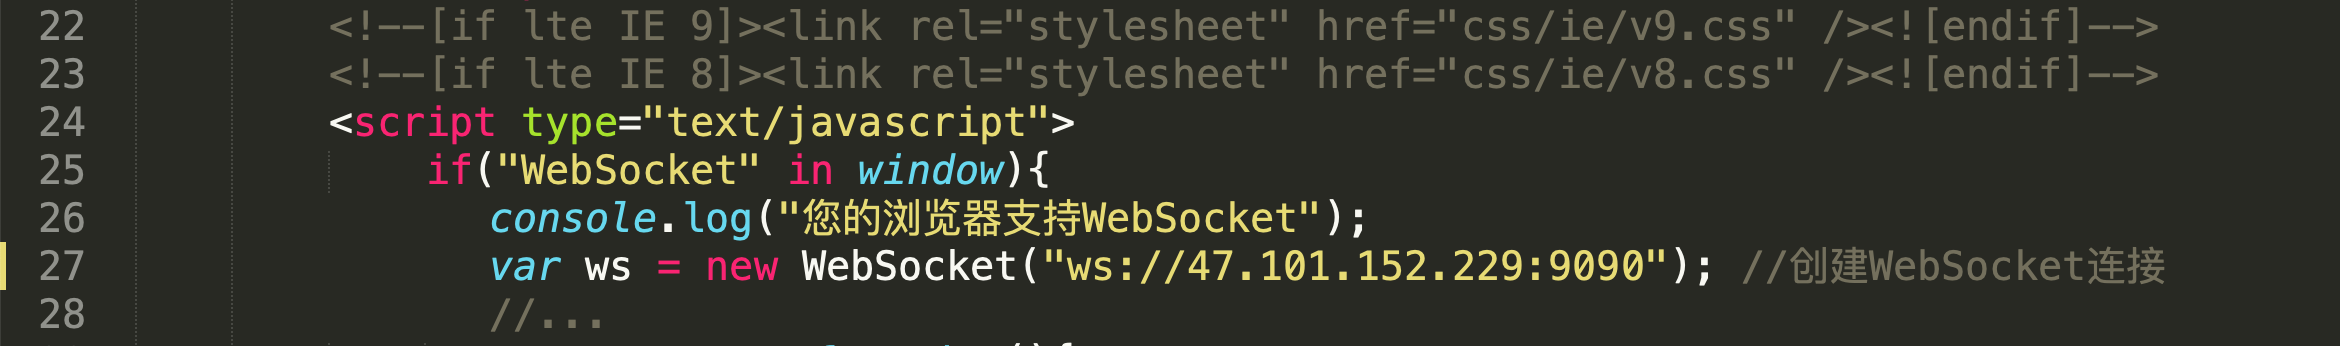 22 <!--[if lte IE 9]><link rel="stylesheet" href="css/ie/v9.css" /><![endif]-->
23 <!--[if lte IE 8]><link rel="stylesheet" href="css/ie/v8.css" /><![endif]-->
24 <script type="text/javascript">
25 if("WebSocket" in window){
26 console.log("您的浏览器支持WebSocket");
27 var ws = new WebSocket("ws://47.101.152.229:9090"); //创建WebSocket连接
28 //...